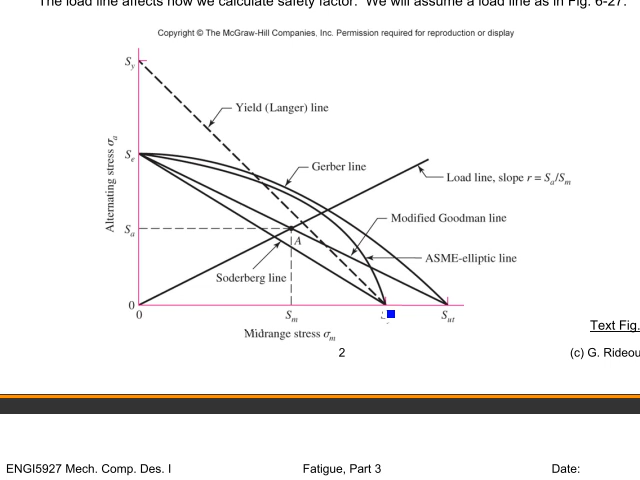 The load line affects how we calculate safety factor. We will assume a load line as in Fig. 6-27.
Copyright © The McGraw-Hill Companies, Inc. Permission required for reproduction or display
Sy
Yield (Langer) line
Se
Gerber line
Load line, slope r = Sa/Sm
Alternating stress σa
Modified Goodman line
Sa
A
ASME-elliptic line
Soderberg line
0
0
Sm
Sut
Midrange stress σm
Text Fig.
2
(c) G. Rideou
ENGI5927 Mech. Comp. Des. I
Fatigue, Part 3
Date: